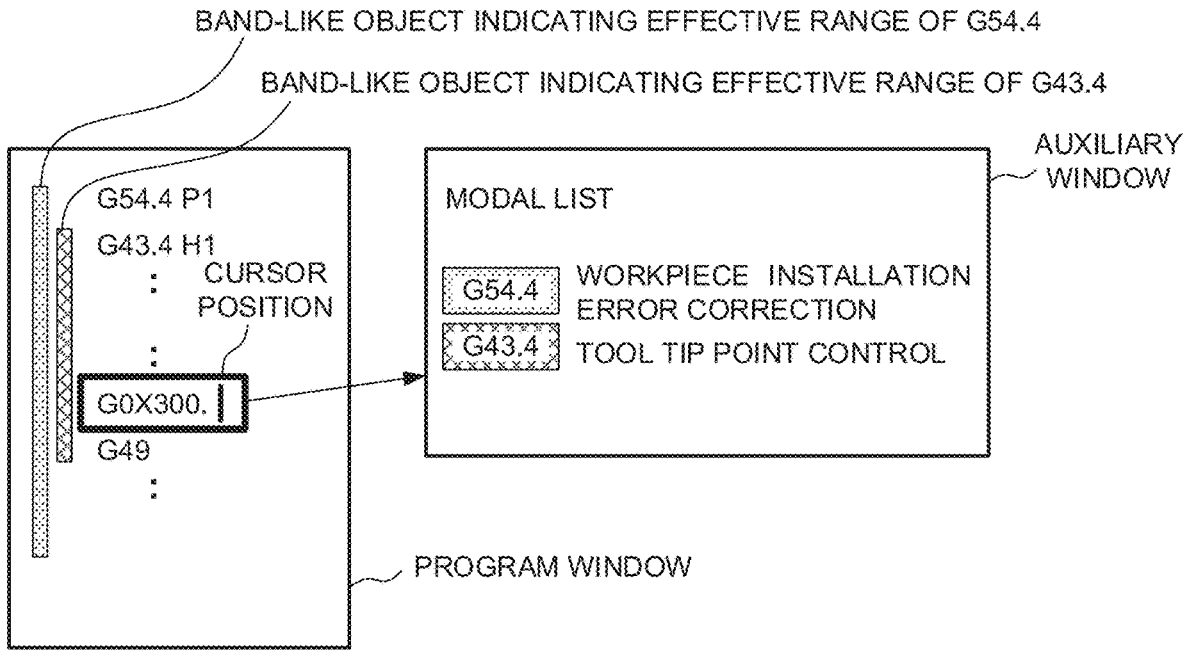 BAND-LIKE OBJECT INDICATING EFFECTIVE RANGE OF G54.4
BAND-LIKE OBJECT INDICATING EFFECTIVE RANGE OF G43.4
G54.4 P1
G43.4 H1
CURSOR
POSITION
G0X300.
G49
PROGRAM WINDOW
AUXILIARY
WINDOW
MODAL LIST
G54.4 WORKPIECE INSTALLATION
ERROR CORRECTION
G43.4 TOOL TIP POINT CONTROL